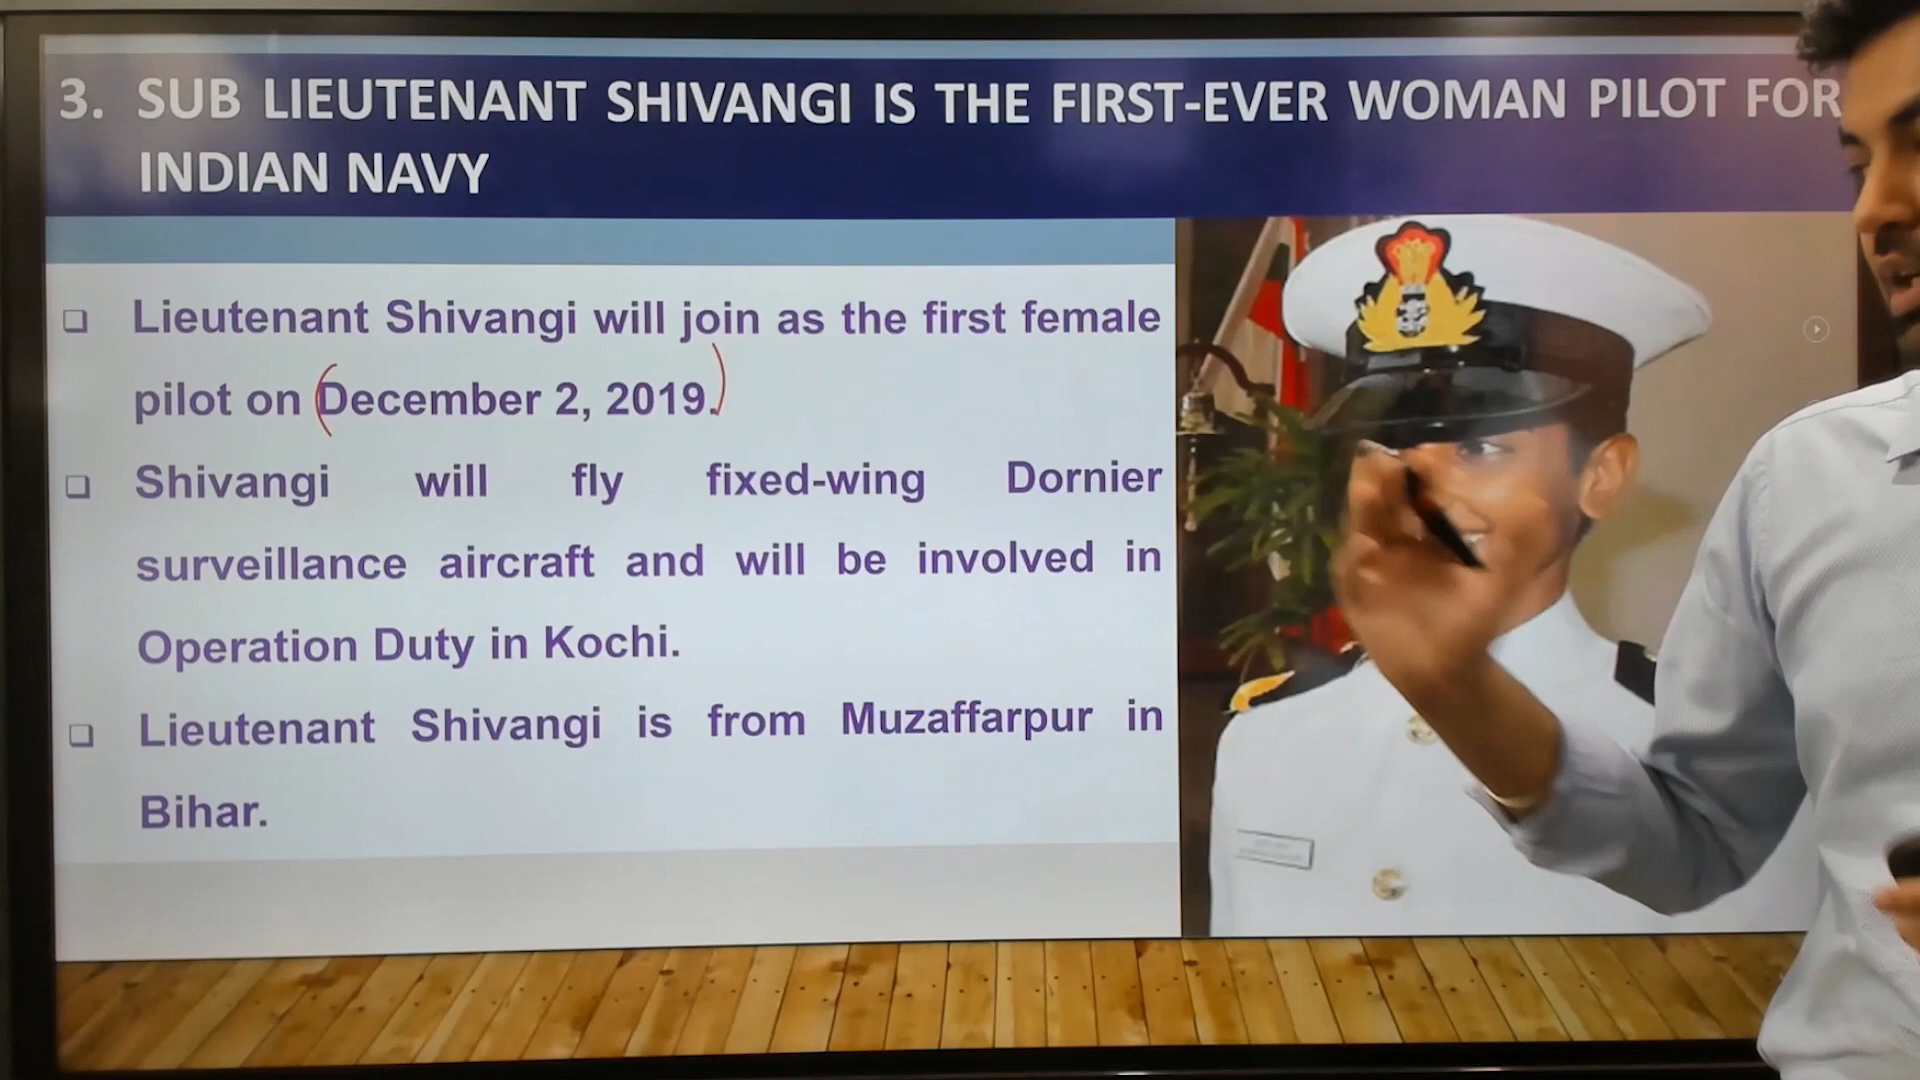 3. SUB LIEUTENANT SHIVANGI IS THE FIRST-EVER WOMAN PILOT FOR
INDIAN NAVY
Lieutenant Shivangi will join as the first female
pilot on (December 2, 2019.)
Shivangi will fly fixed-wing Dornier
surveillance aircraft and will be involved in
Operation Duty in Kochi.
Lieutenant Shivangi is from Muzaffarpur in
Bihar.